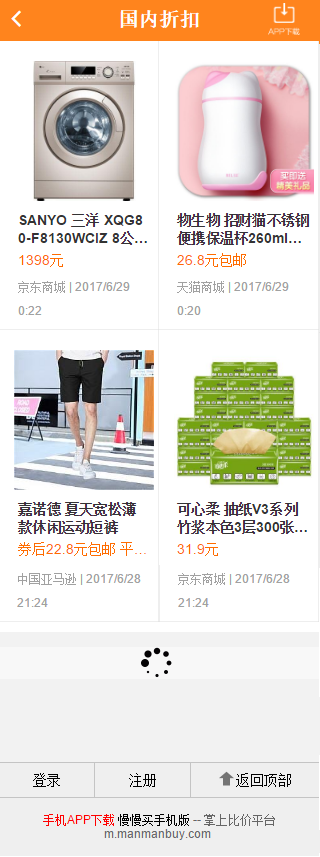 国内折扣
APP下载
SANYO 三洋 XQG8
0-F8130WCIZ 8公…
1398元
京东商城 | 2017/6/29
0:22
买印送
精美礼品
物生物 招财猫不锈钢
便携保温杯260ml…
26.8元包邮
天猫商城 | 2017/6/29
0:20
嘉诺德 夏天宽松薄
款休闲运动短裤
券后22.8元包邮 平…
中国亚马逊 | 2017/6/28
21:24
可心柔 抽纸V3系列
竹浆本色3层300张…
31.9元
京东商城 | 2017/6/28
21:24
登录
注册
返回顶部
手机APP下载 慢慢买手机版 -- 掌上比价平台
m.manmanbuy.com